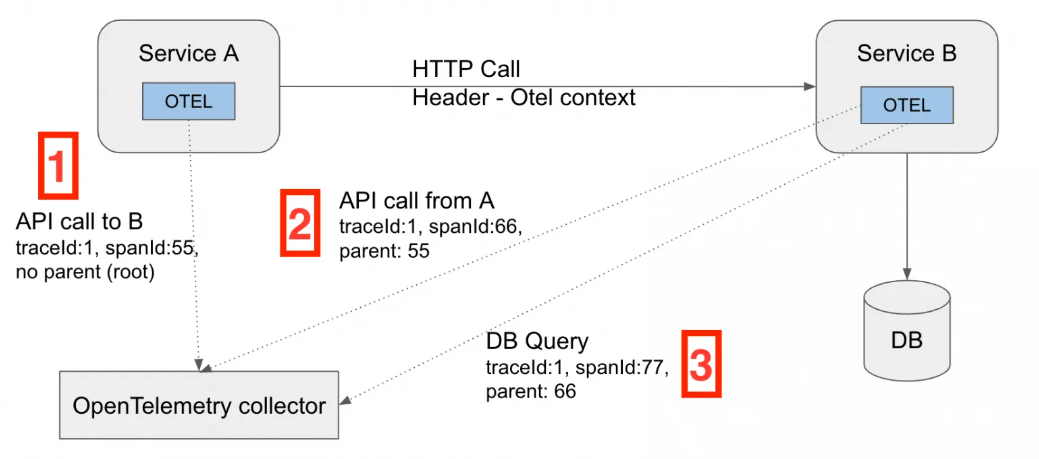 Service A
OTEL
HTTP Call
Header - Otel context
Service B
OTEL
1
API call to B
traceId:1, spanId:55,
no parent (root)
2
API call from A
traceId:1, spanId:66,
parent: 55
DB Query
traceId:1, spanId:77,
parent: 66
3
DB
OpenTelemetry collector